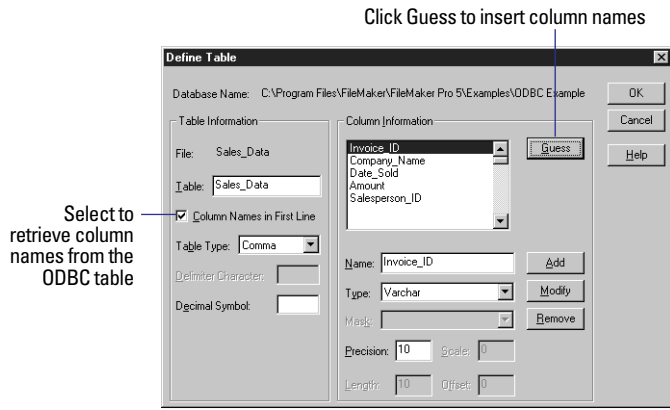 Click Guess to insert column names
Define Table
Database Name: C:\Program Files\FileMaker\FileMaker Pro 5\Examples\ODBC Example
OK
Cancel
Help
Table Information
File: Sales_Data
Table: Sales_Data
Column Names in First Line
Table Type: Comma
Delimiter Character:
Decimal Symbol:
Select to
retrieve column
names from the
ODBC table
Column Information
Invoice_ID
Company_Name
Date_Sold
Amount
Salesperson_ID
Guess
Name: Invoice_ID
Add
Type: Varchar
Modify
Mask:
Remove
Precision: 10 Scale: 0
Length: 10 Offset: 0